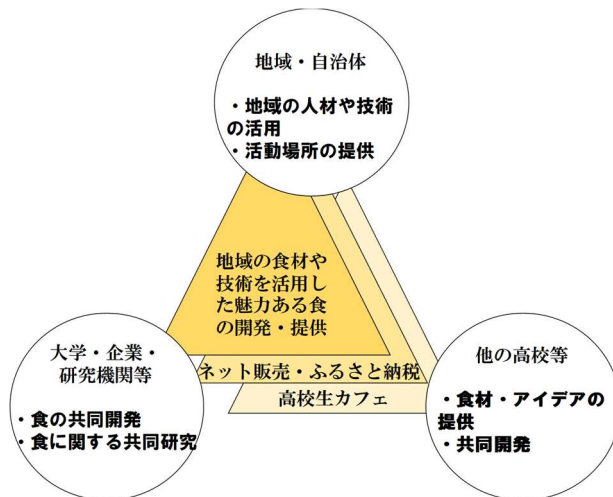 地域・自治体
・地域の人材や技術
の活用
・活動場所の提供
地域の食材や
技術を活用し
た魅力ある食
の開発・提供
大学・企業・
研究機関等
・食の共同開発
・食に関する共同研究
ネット販売・ふるさと納税
高校生カフェ
他の高校等
・食材・アイデアの
提供
・共同開発